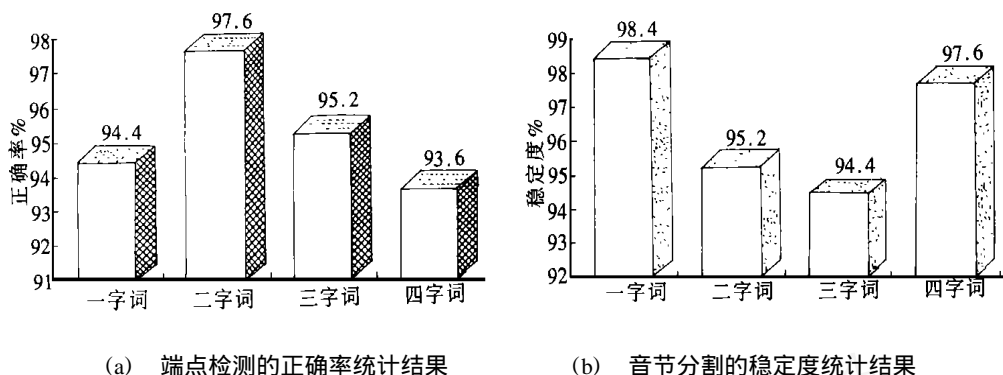 正确率%
98
97
96
95
94
93
92
91
94.4
97.6
95.2
93.6
一字词
二字词
三字词
四字词
(a) 端点检测的正确率统计结果
稳定度%
99
98
97
96
95
94
93
92
98.4
95.2
94.4
97.6
一字词
二字词
三字词
四字词
(b) 音节分割的稳定度统计结果